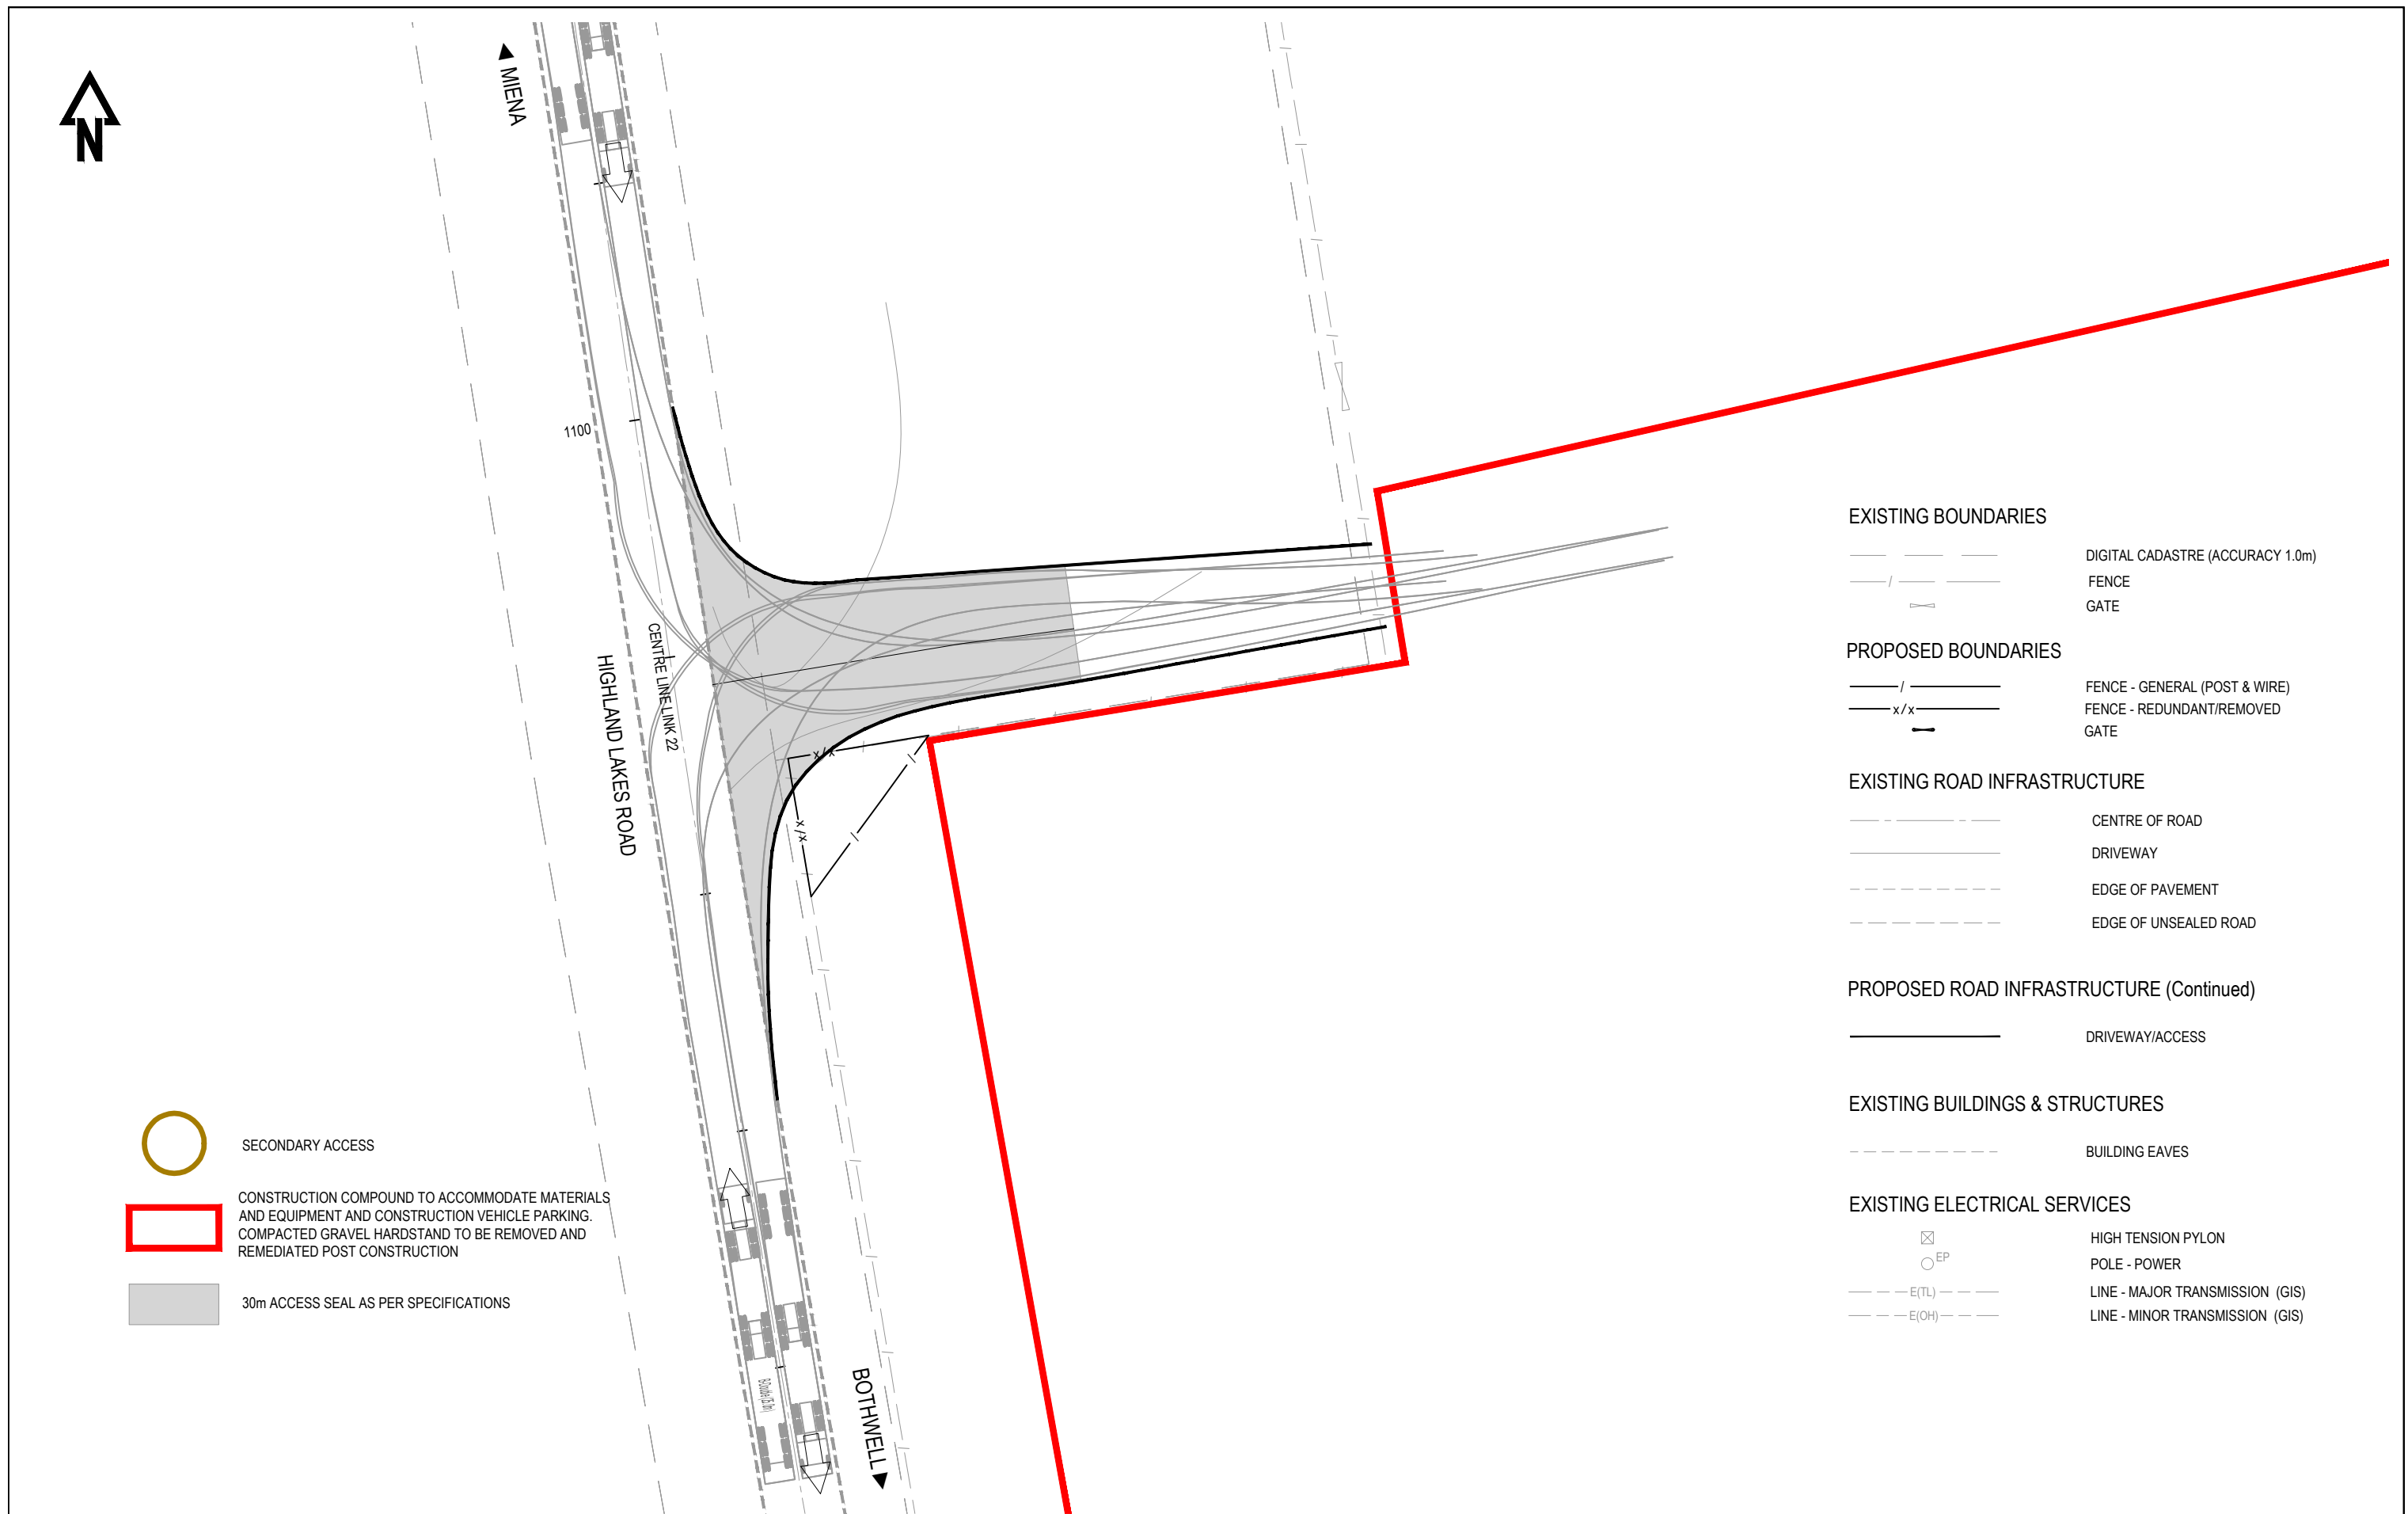 MIENA
N
1100
CENTRE LINE LINK 22
HIGHLAND LAKES ROAD
x/x
x/x
BOTHWELL
SECONDARY ACCESS
CONSTRUCTION COMPOUND TO ACCOMMODATE MATERIALS
AND EQUIPMENT AND CONSTRUCTION VEHICLE PARKING.
COMPACTED GRAVEL HARDSTAND TO BE REMOVED AND
REMEDIATED POST CONSTRUCTION
30m ACCESS SEAL AS PER SPECIFICATIONS
EXISTING BOUNDARIES
DIGITAL CADASTRE (ACCURACY 1.0m)
/ FENCE
GATE
PROPOSED BOUNDARIES
/ FENCE - GENERAL (POST & WIRE)
x/x FENCE - REDUNDANT/REMOVED
GATE
EXISTING ROAD INFRASTRUCTURE
CENTRE OF ROAD
DRIVEWAY
EDGE OF PAVEMENT
EDGE OF UNSEALED ROAD
PROPOSED ROAD INFRASTRUCTURE (Continued)
DRIVEWAY/ACCESS
EXISTING BUILDINGS & STRUCTURES
BUILDING EAVES
EXISTING ELECTRICAL SERVICES
HIGH TENSION PYLON
EP POLE - POWER
E(TL) LINE - MAJOR TRANSMISSION (GIS)
E(OH) LINE - MINOR TRANSMISSION (GIS)